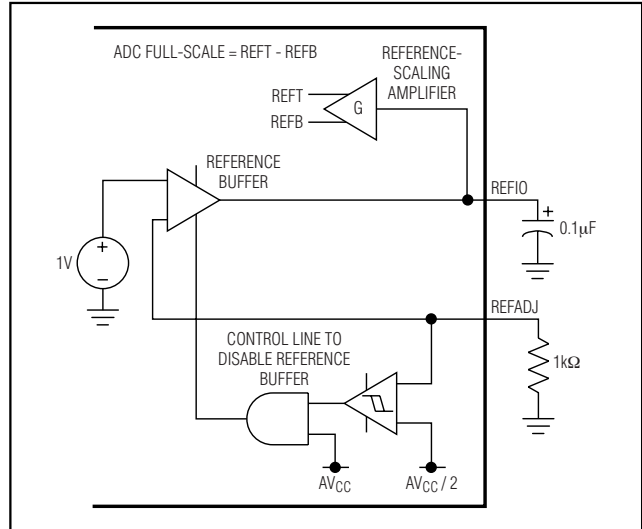 ADC FULL-SCALE = REFT - REFB
REFERENCE-
SCALING
AMPLIFIER
REFT
REFB
G
REFERENCE
BUFFER
REFIO
+
0.1μF
1V
+
−
REFADJ
1kΩ
CONTROL LINE TO
DISABLE REFERENCE
BUFFER
AVCC
AVCC / 2